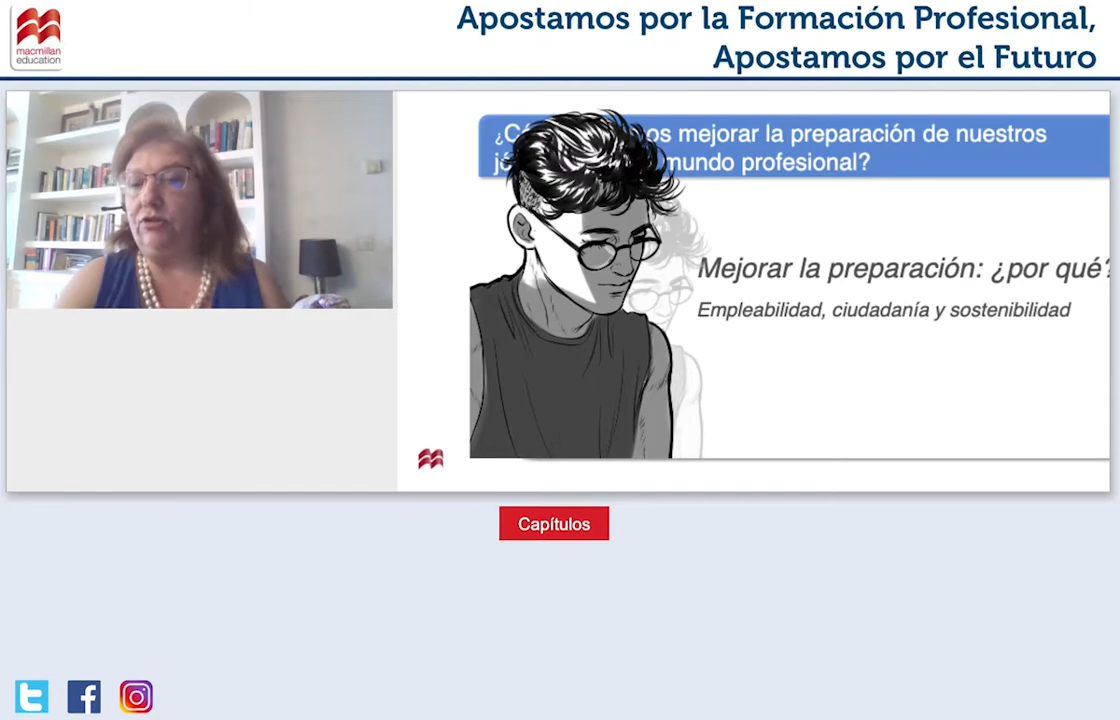 macmillan
education
Apostamos por la Formación Profesional,
Apostamos por el Futuro
mejorar la preparación de nuestros
mundo profesional?
Mejorar la preparación: ¿por qué?
Empleabilidad, ciudadanía y sostenibilidad
Capítulos